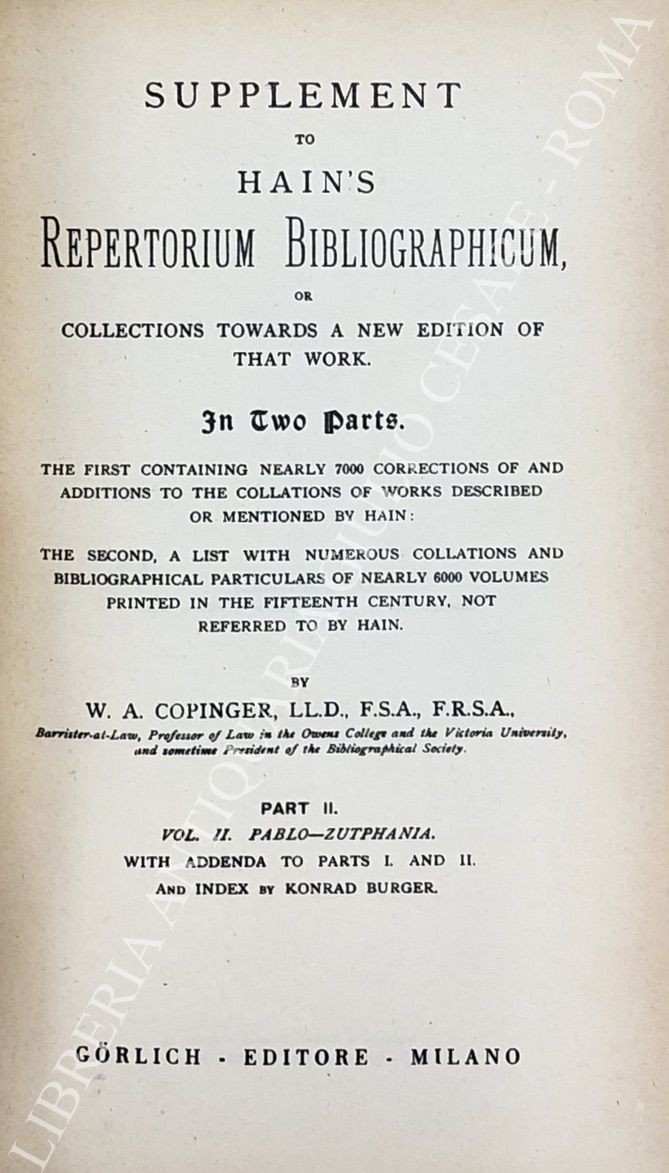 SUPPLEMENT
TO
HAIN'S
REPERTORIUM BIBLIOGRAPHICUM,
OR
COLLECTIONS TOWARDS A NEW EDITION OF
THAT WORK.
In Two Parts.
THE FIRST CONTAINING NEARLY 7000 CORRECTIONS OF AND
ADDITIONS TO THE COLLATIONS OF WORKS DESCRIBED
OR MENTIONED BY HAIN:
THE SECOND, A LIST WITH NUMEROUS COLLATIONS AND
BIBLIOGRAPHICAL PARTICULARS OF NEARLY 6000 VOLUMES
PRINTED IN THE FIFTEENTH CENTURY, NOT
REFERRED TO BY HAIN.
BY
W. A. COPINGER, LL.D., F.S.A., F.R.S.A.,
Barrister-at-Law, Professor of Law in the Owens College and the Victoria University,
and sometime President of the Bibliographical Society.
PART II.
VOL. II. PABLO—ZUTPHANIA.
WITH ADDENDA TO PARTS I. AND II.
AND INDEX BY KONRAD BURGER.
GÖRLICH - EDITORE - MILANO
LIBRERIA ANTIQUARIA GIULIO CESARE - ROMA